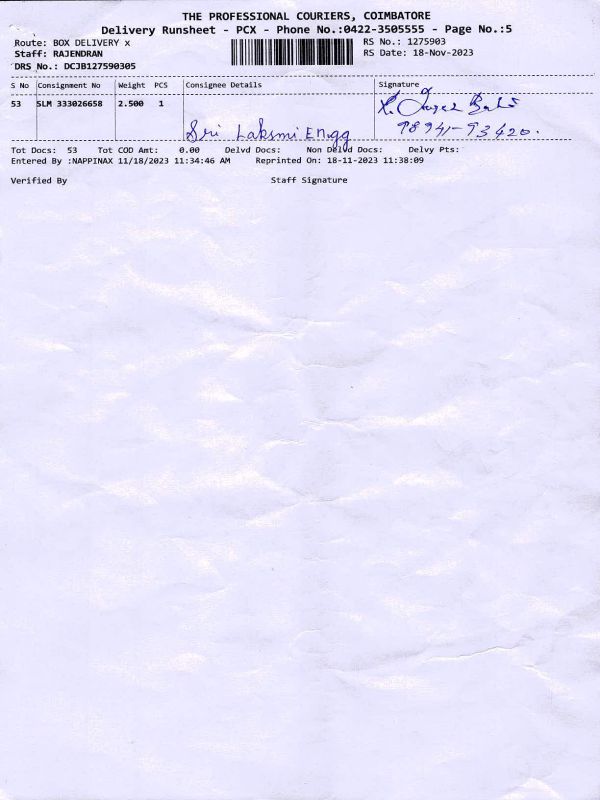 THE PROFESSIONAL COURIERS, COIMBATORE
Delivery Runsheet - PCX - Phone No.:0422-3505555 - Page No.:5
Route: BOX DELIVERY x RS No.: 1275903
Staff: RAJENDRAN RS Date: 18-Nov-2023
DRS No.: DCJB127590305
S No Consignment No Weight PCS Consignee Details Signature
53 SLM 333026658 2.500 1
Sri Laksmi Engg 98941-93420.
Tot Docs: 53 Tot COD Amt: 0.00 Delvd Docs: Non Delvd Docs: Delvy Pts:
Entered By :NAPPINAX 11/18/2023 11:34:46 AM Reprinted On: 18-11-2023 11:38:09
Verified By Staff Signature